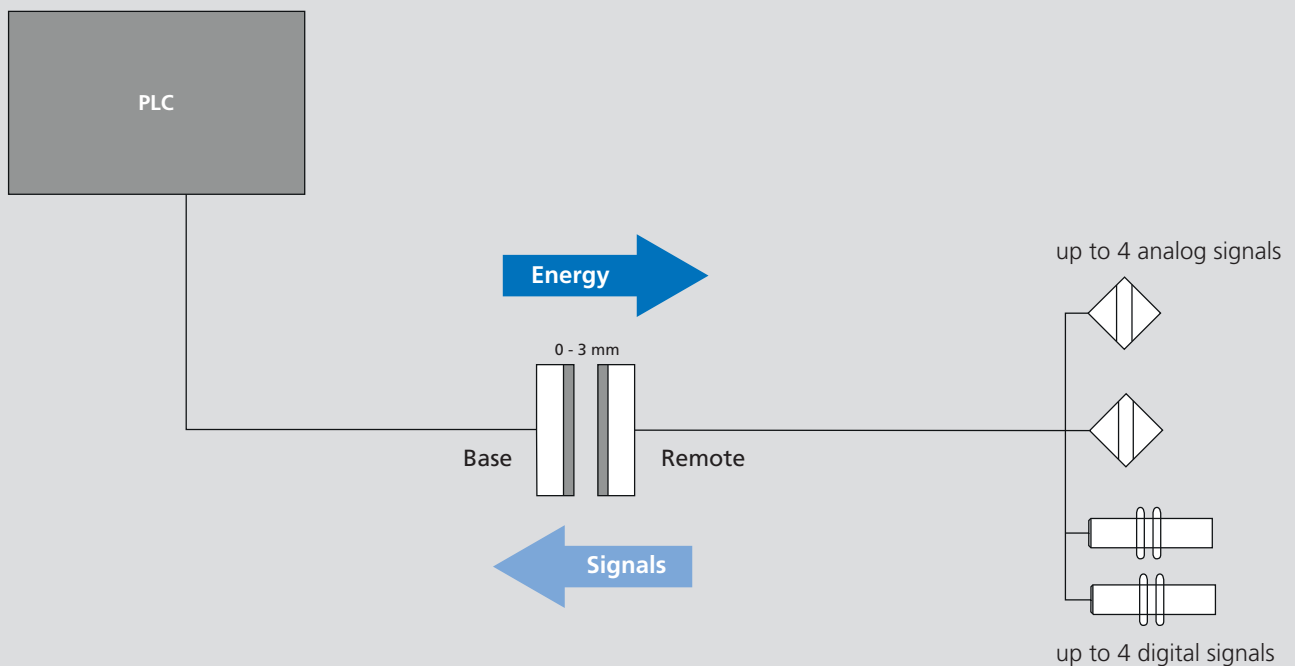 PLC
up to 4 analog signals
Energy
0 - 3 mm
Base
Remote
Signals
up to 4 digital signals